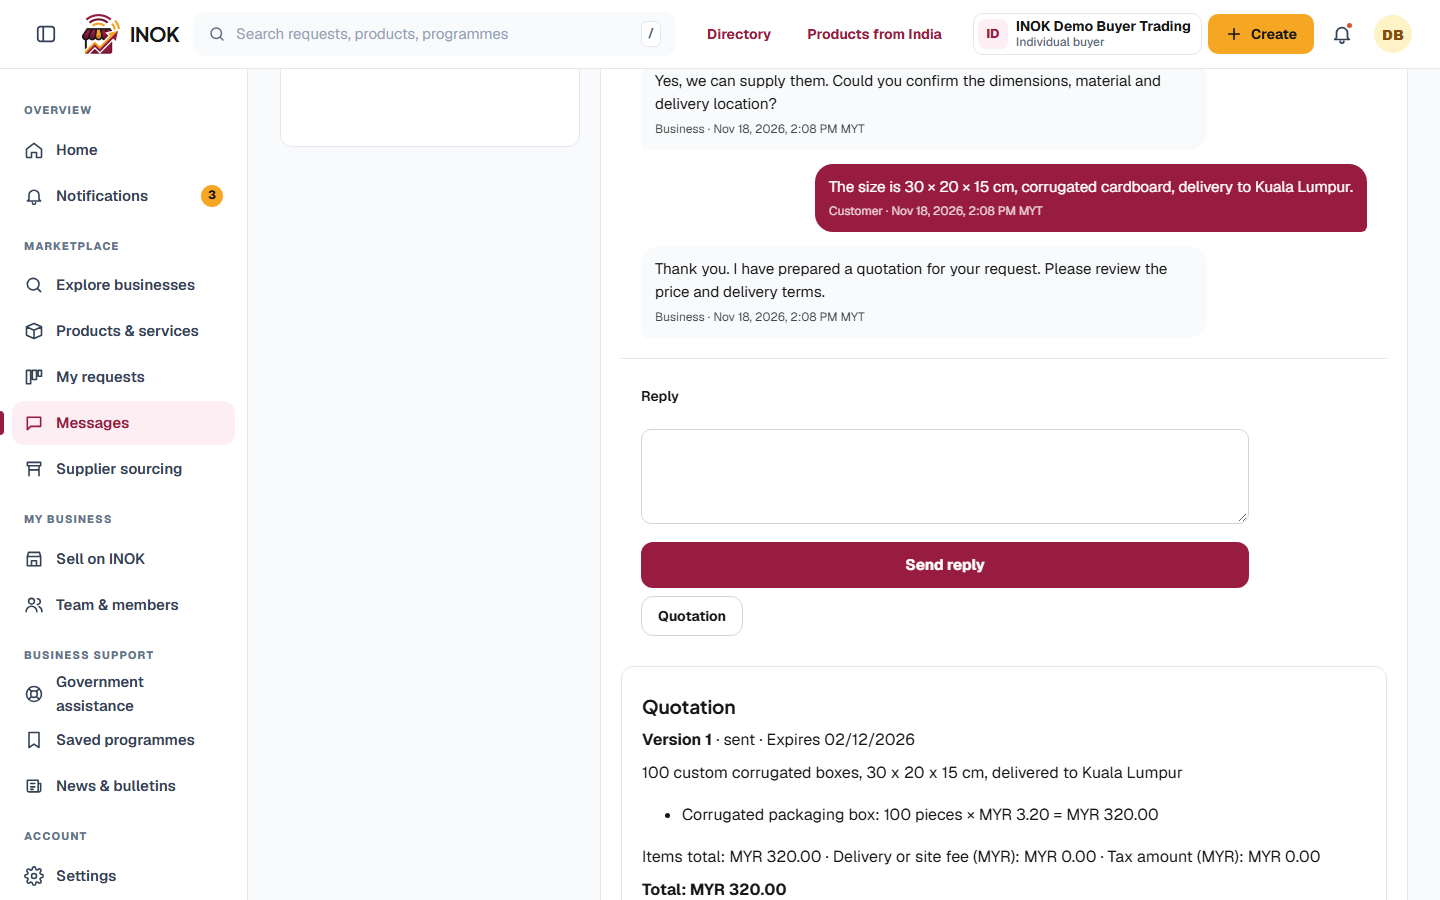 INOK
Search requests, products, programmes
/
Directory
Products from India
ID
INOK Demo Buyer Trading
Individual buyer
Create
DB
OVERVIEW
Home
Notifications
3
MARKETPLACE
Explore businesses
Products & services
My requests
Messages
Supplier sourcing
MY BUSINESS
Sell on INOK
Team & members
BUSINESS SUPPORT
Government
assistance
Saved programmes
News & bulletins
ACCOUNT
Settings
Yes, we can supply them. Could you confirm the dimensions, material and
delivery location?
Business · Nov 18, 2026, 2:08 PM MYT
The size is 30 × 20 × 15 cm, corrugated cardboard, delivery to Kuala Lumpur.
Customer · Nov 18, 2026, 2:08 PM MYT
Thank you. I have prepared a quotation for your request. Please review the
price and delivery terms.
Business · Nov 18, 2026, 2:08 PM MYT
Reply
Send reply
Quotation
Quotation
Version 1 · sent · Expires 02/12/2026
100 custom corrugated boxes, 30 x 20 x 15 cm, delivered to Kuala Lumpur
• Corrugated packaging box: 100 pieces × MYR 3.20 = MYR 320.00
Items total: MYR 320.00 · Delivery or site fee (MYR): MYR 0.00 · Tax amount (MYR): MYR 0.00
Total: MYR 320.00